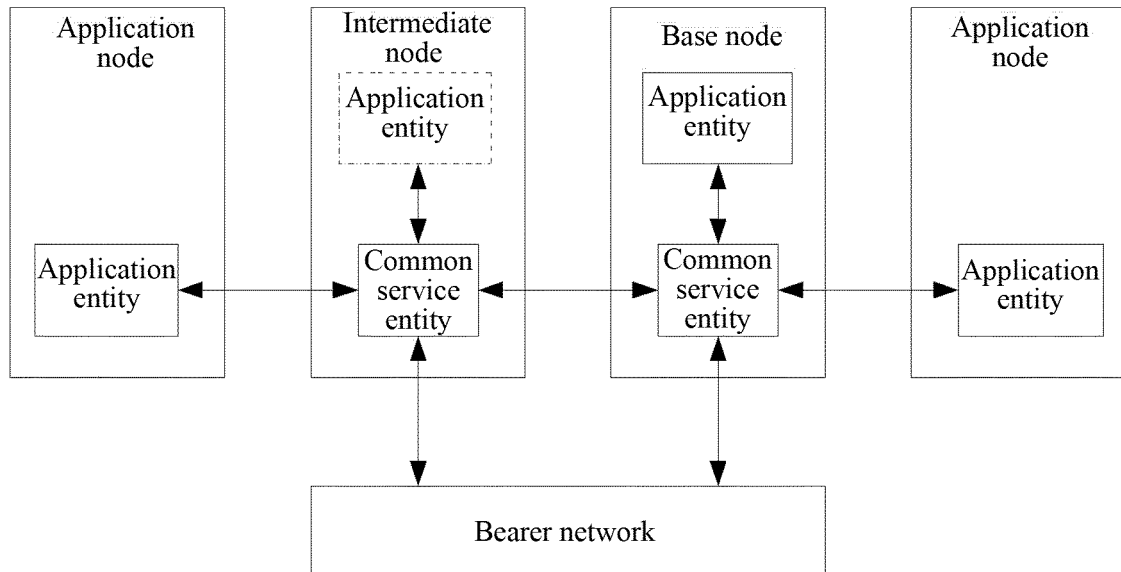 Application
node
Intermediate
node
Base node
Application
node
Application
entity
Application
entity
Application
entity
Common
service
entity
Common
service
entity
Application
entity
Bearer network